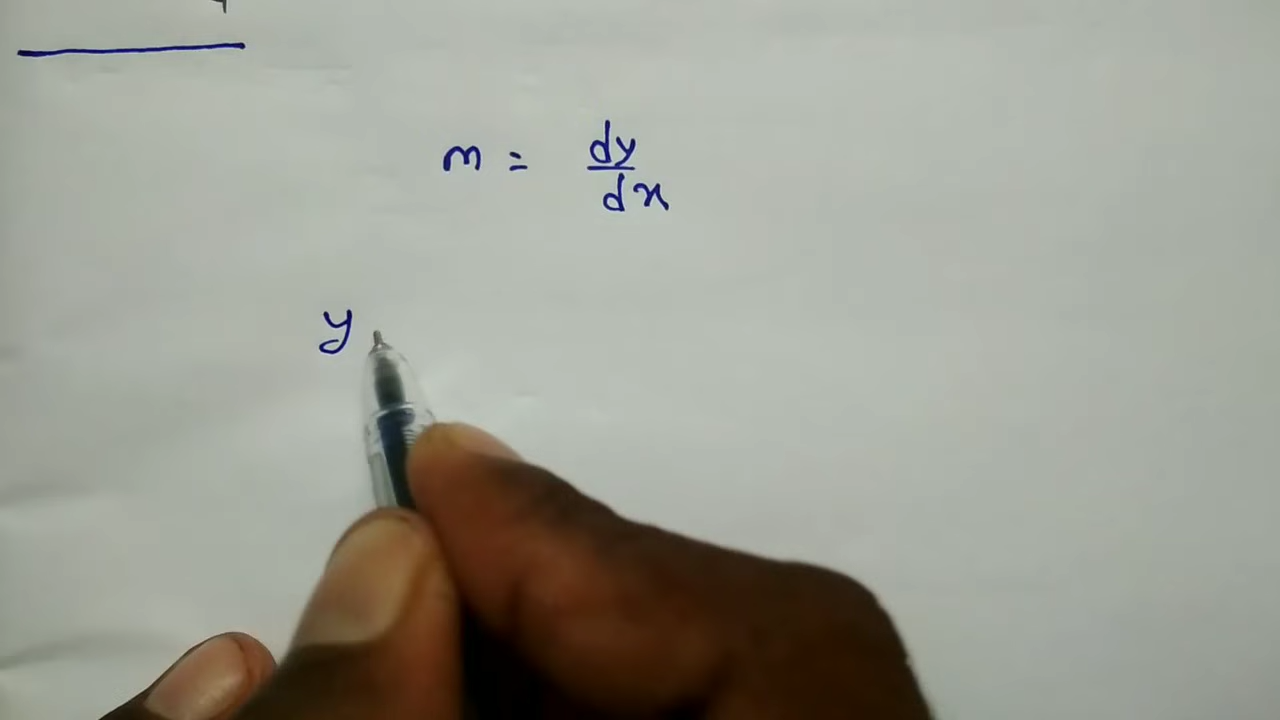 m = dy/dx
y